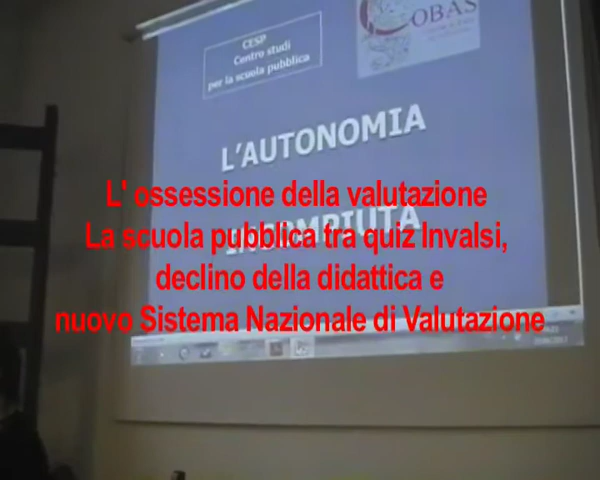 COBAS
CESP
Centro studi
per la scuola pubblica
L'AUTONOMIA
INCOMPIUTA
L' ossessione della valutazione
La scuola pubblica tra quiz Invalsi,
declino della didattica e
nuovo Sistema Nazionale di Valutazione